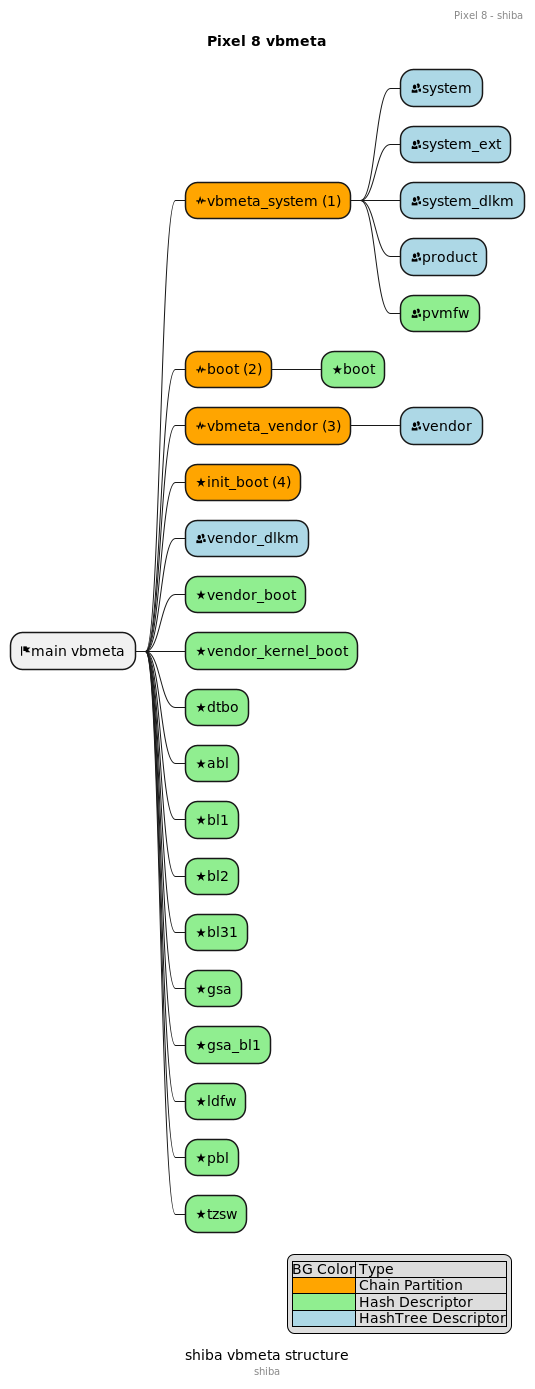 Pixel 8 - shiba
Pixel 8 vbmeta
system
system_ext
vbmeta_system (1)
system_dlkm
product
pvmfw
boot (2)
boot
vbmeta_vendor (3)
vendor
init_boot (4)
vendor_dlkm
vendor_boot
main vbmeta
vendor_kernel_boot
dtbo
abl
bl1
bl2
bl31
gsa
gsa_bl1
ldfw
pbl
tzsw
BG Color Type
Chain Partition
Hash Descriptor
HashTree Descriptor
shiba vbmeta structure
shiba